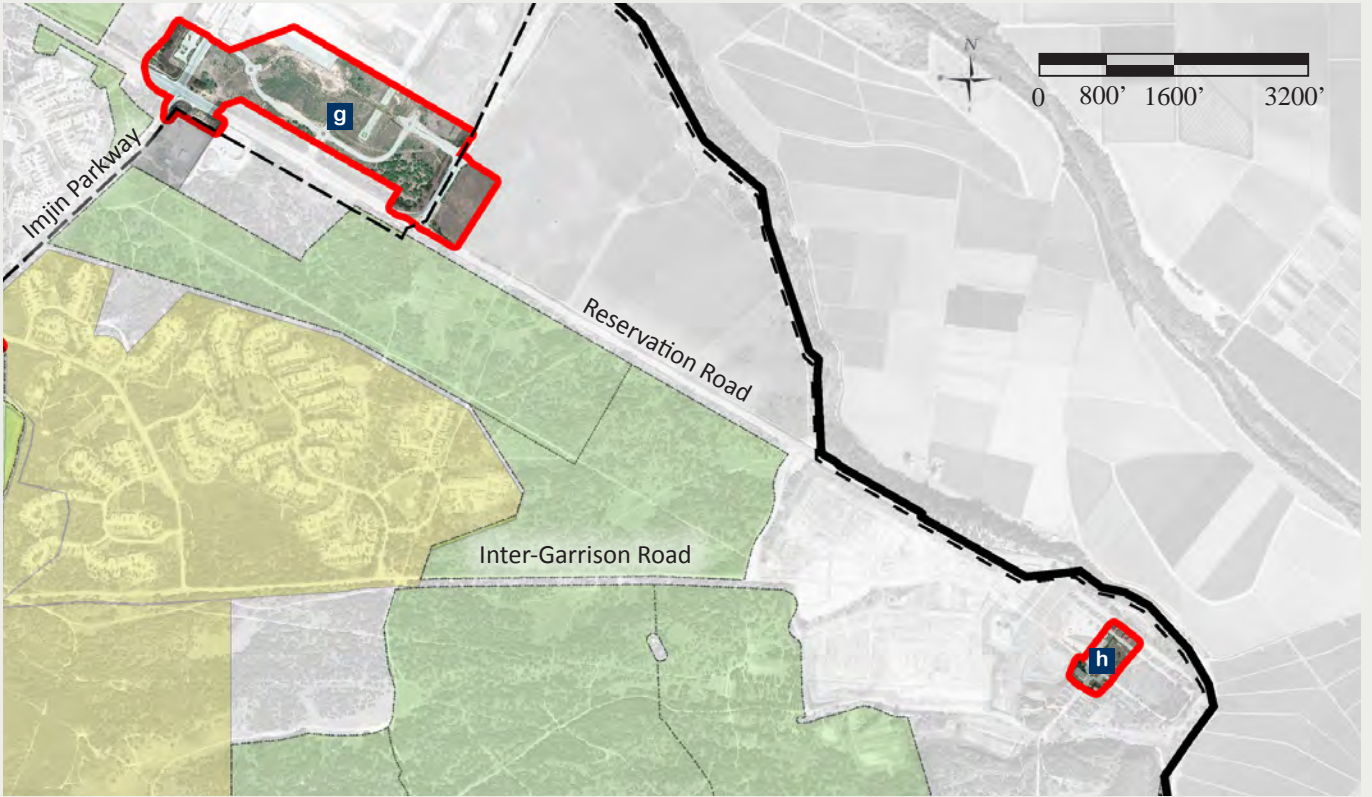 N
0 800' 1600' 3200'
g
Imjin Parkway
Reservation Road
Inter-Garrison Road
h